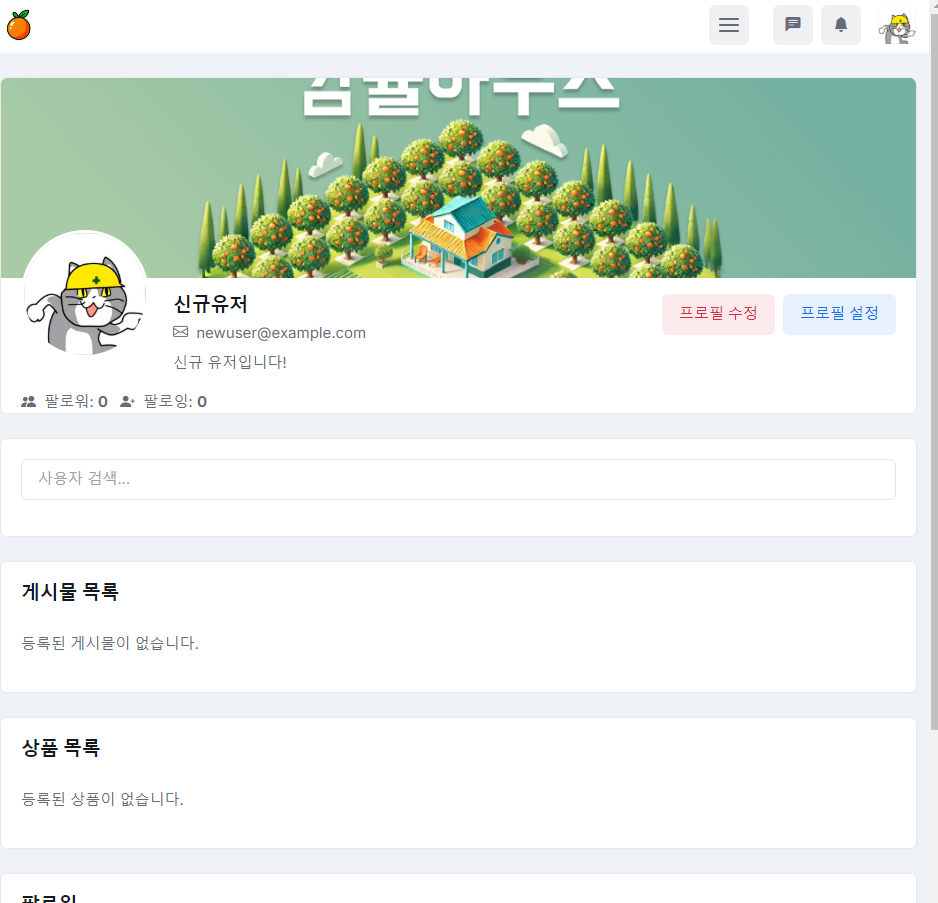 신규유저
프로필 수정
프로필 설정
newuser@example.com
신규 유저입니다!
팔로워: 0 팔로잉: 0
사용자 검색...
게시물 목록
등록된 게시물이 없습니다.
상품 목록
등록된 상품이 없습니다.